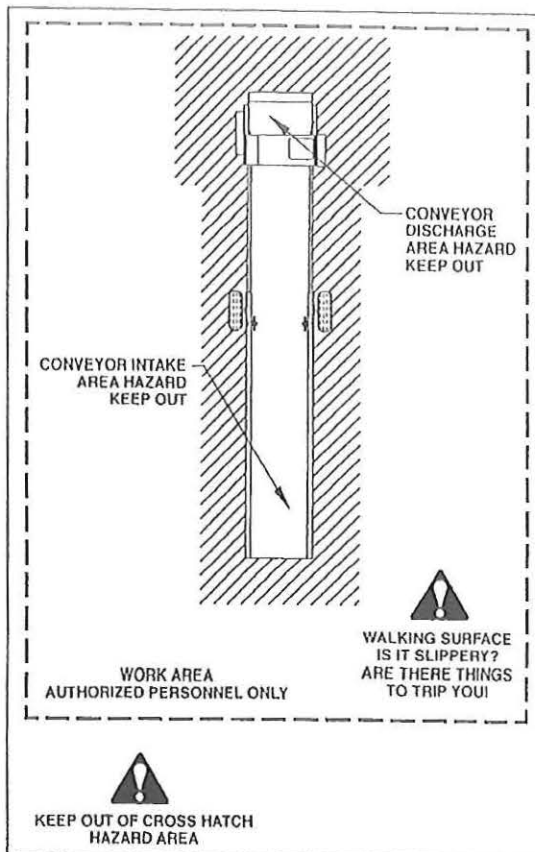 CONVEYOR
DISCHARGE
AREA HAZARD
KEEP OUT
CONVEYOR INTAKE
AREA HAZARD
KEEP OUT
WALKING SURFACE
IS IT SLIPPERY?
ARE THERE THINGS
TO TRIP YOU!
WORK AREA
AUTHORIZED PERSONNEL ONLY
KEEP OUT OF CROSS HATCH
HAZARD AREA